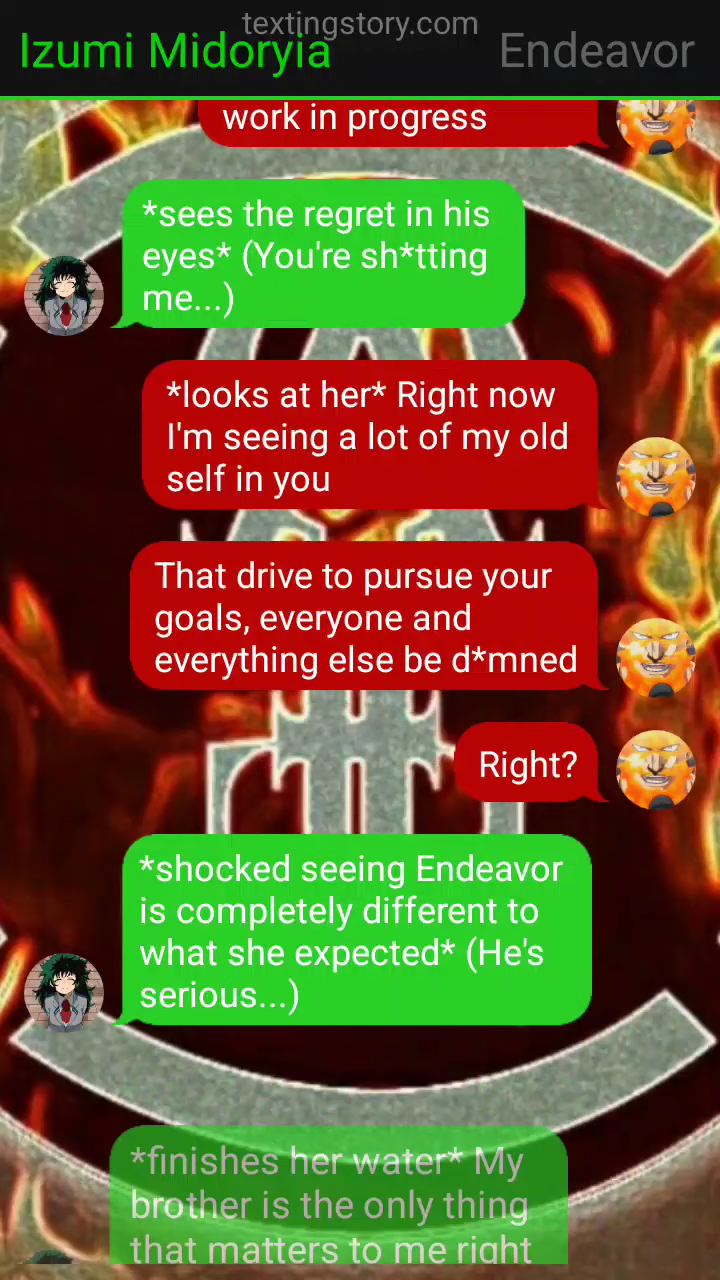 textingstory.com
Izumi Midoryia
Endeavor
work in progress
*sees the regret in his
eyes* (You're sh*tting
me...)
*looks at her* Right now
I'm seeing a lot of my old
self in you
That drive to pursue your
goals, everyone and
everything else be d*mned
Right?
*shocked seeing Endeavor
is completely different to
what she expected* (He's
serious...)
*finishes her water* My
brother is the only thing
that matters to me right